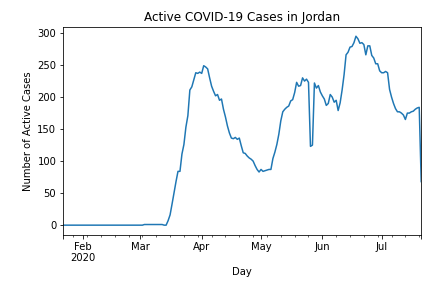 Active COVID-19 Cases in Jordan
Number of Active Cases
300
250
200
150
100
50
0
Feb
2020
Mar
Apr
May
Jun
Jul
Day